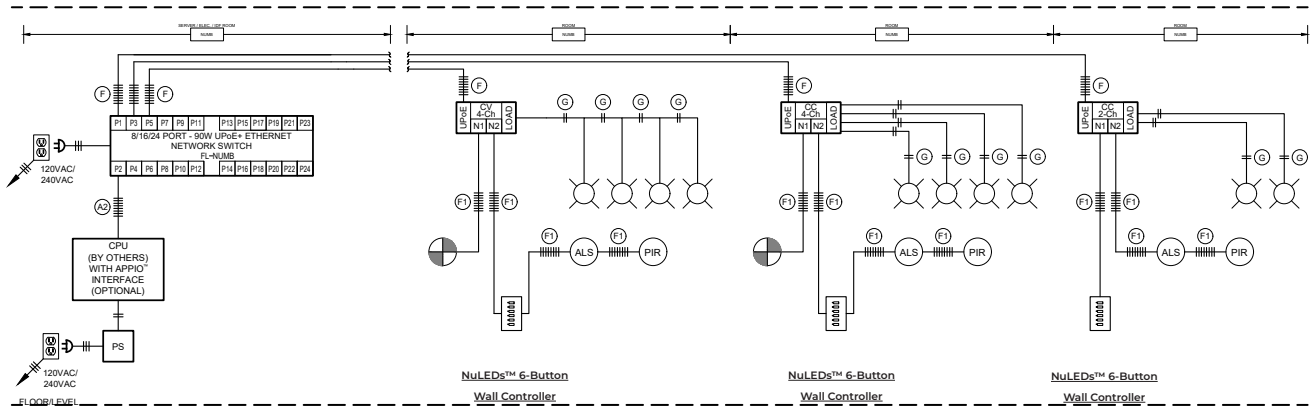 SERVER / ELEC. / IDF ROOM
NUMB
ROOM
NUMB
ROOM
NUMB
ROOM
NUMB
F
F
F
F
F
P1 P3 P5 P7 P9 P11 P13 P15 P17 P19 P21 P23
8/16/24 PORT - 90W UPoE+ ETHERNET
NETWORK SWITCH
FL-NUMB
P2 P4 P6 P8 P10 P12 P14 P16 P18 P20 P22 P24
120VAC/
240VAC
A2
CPU
(BY OTHERS)
WITH APPIO™
INTERFACE
(OPTIONAL)
PS
120VAC/
240VAC
FLOOR/LEVEL
UPoE
CV
4-Ch
N1 N2
LOAD
G G G G
F1 F1
F1 F1
ALS PIR
NuLEDs™ 6-Button
Wall Controller
UPoE
CC
4-Ch
N1 N2
LOAD
G G G G
F1 F1
F1 F1
ALS PIR
NuLEDs™ 6-Button
Wall Controller
UPoE
CC
2-Ch
N1 N2
LOAD
G G
F1 F1
F1 F1
ALS PIR
NuLEDs™ 6-Button
Wall Controller